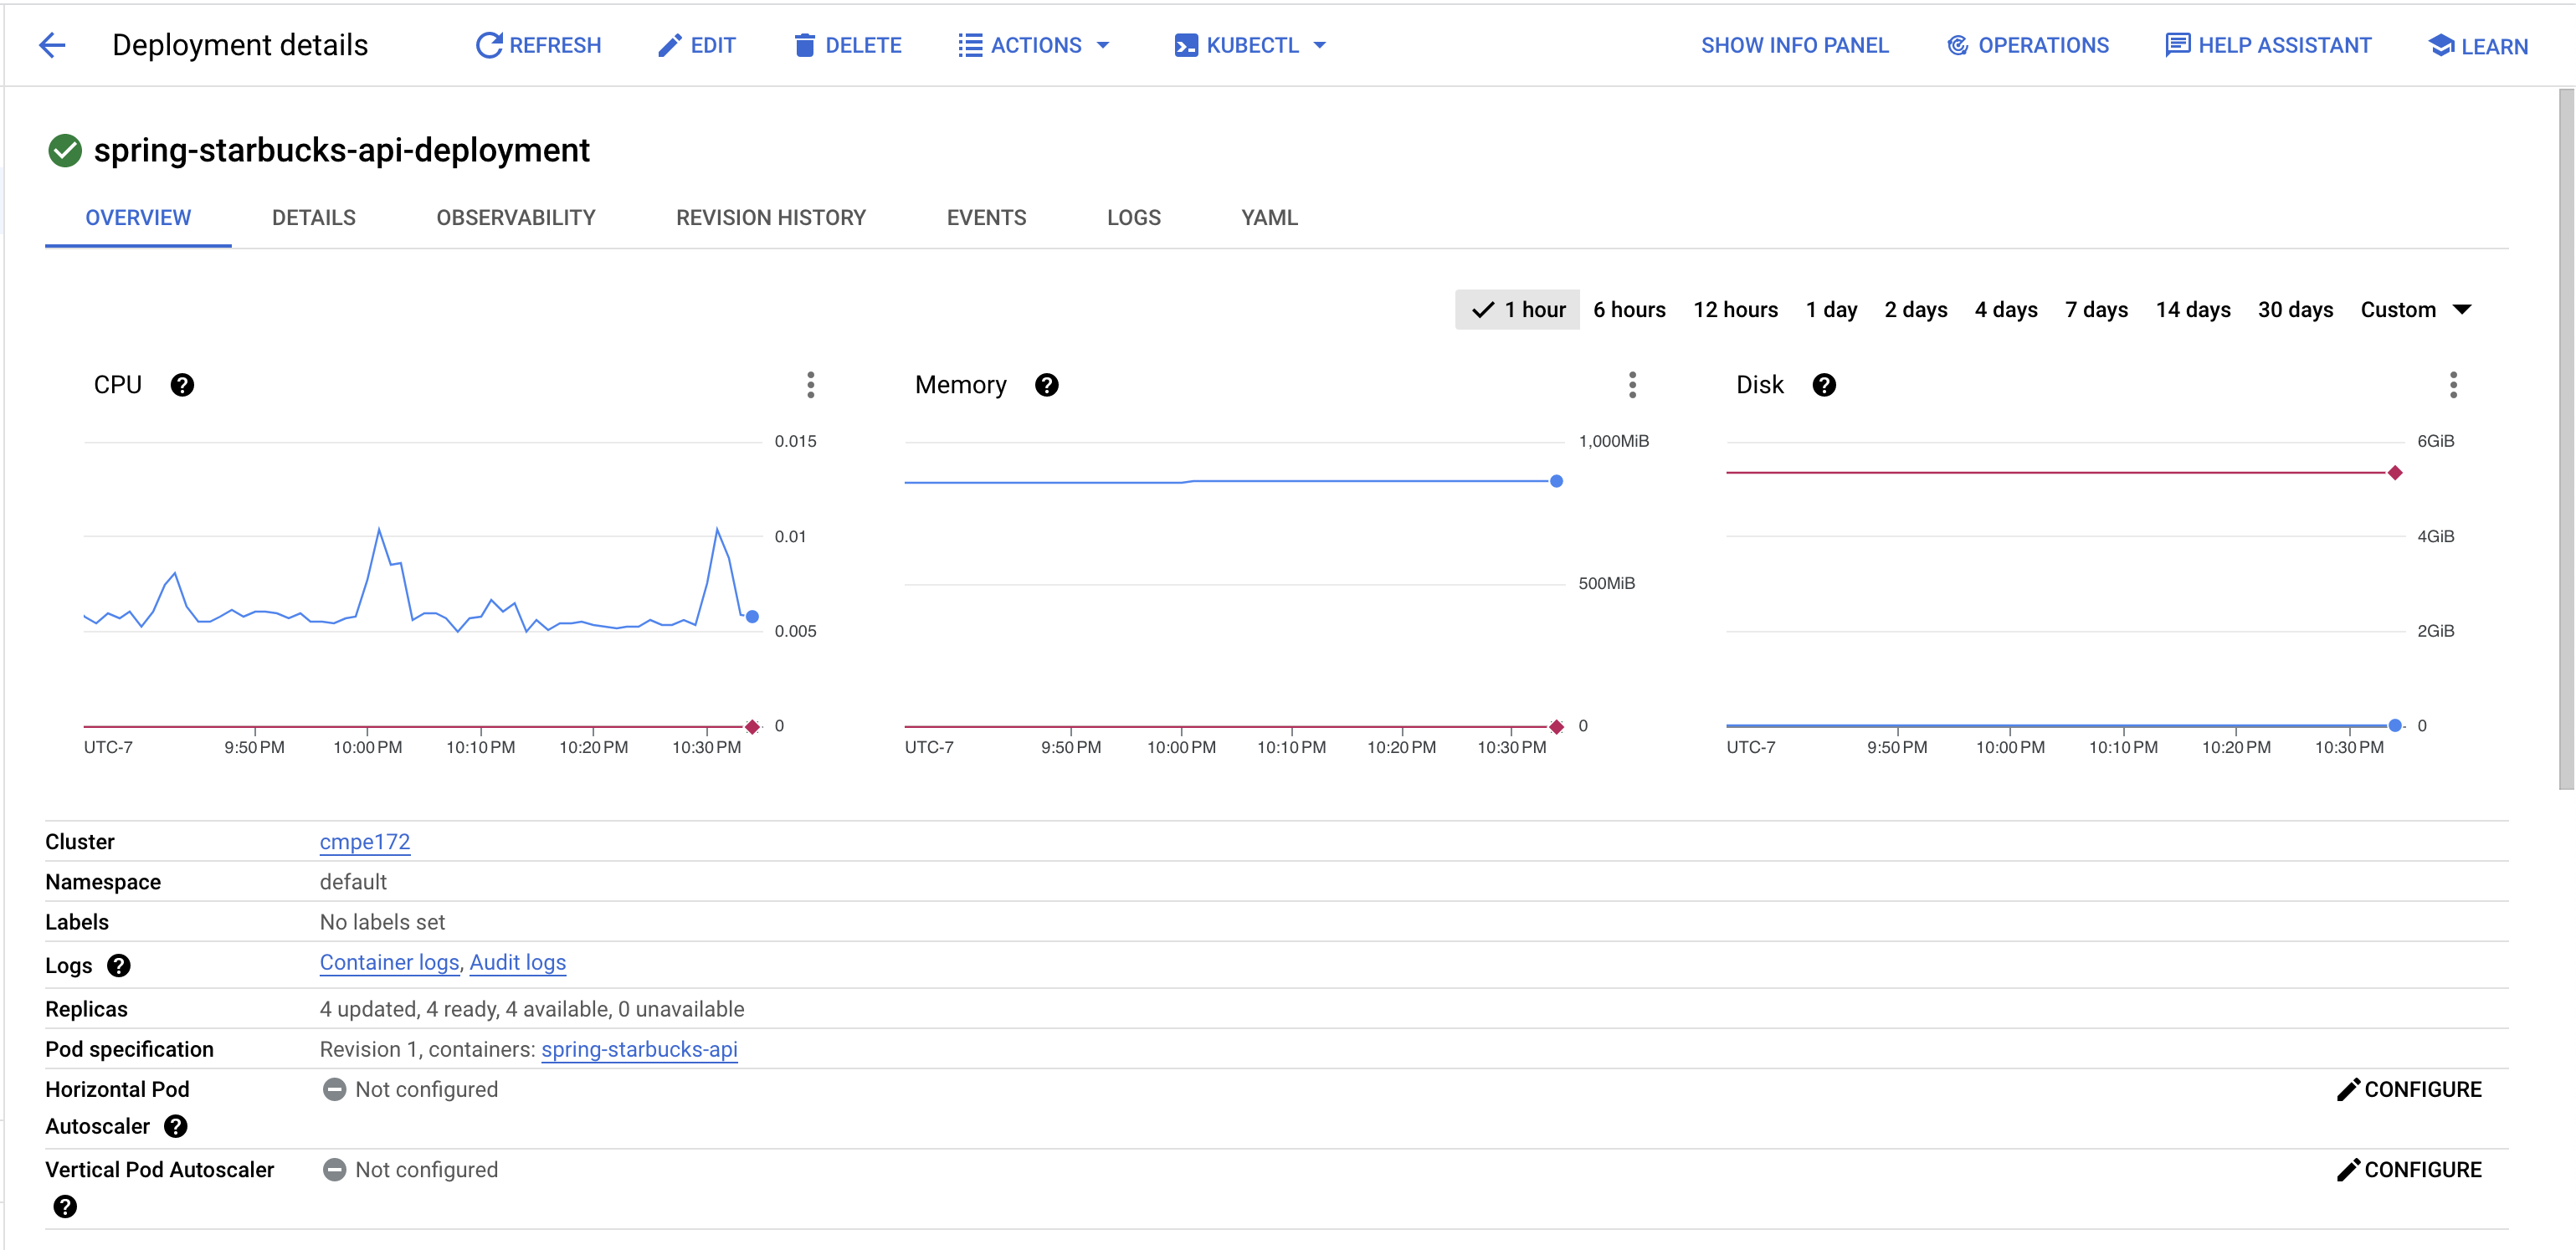 Deployment details REFRESH EDIT DELETE ACTIONS KUBECTL SHOW INFO PANEL OPERATIONS HELP ASSISTANT LEARN
spring-starbucks-api-deployment
OVERVIEW DETAILS OBSERVABILITY REVISION HISTORY EVENTS LOGS YAML
1 hour 6 hours 12 hours 1 day 2 days 4 days 7 days 14 days 30 days Custom
CPU ?
0.015
0.01
0.005
0
UTC-7 9:50 PM 10:00 PM 10:10 PM 10:20 PM 10:30 PM
Memory ?
1,000MiB
500MiB
0
UTC-7 9:50 PM 10:00 PM 10:10 PM 10:20 PM 10:30 PM
Disk ?
6GiB
4GiB
2GiB
0
UTC-7 9:50 PM 10:00 PM 10:10 PM 10:20 PM 10:30 PM
Cluster cmpe172
Namespace default
Labels No labels set
Logs ? Container logs, Audit logs
Replicas 4 updated, 4 ready, 4 available, 0 unavailable
Pod specification Revision 1, containers: spring-starbucks-api
Horizontal Pod Not configured CONFIGURE
Autoscaler ?
Vertical Pod Autoscaler Not configured CONFIGURE
?